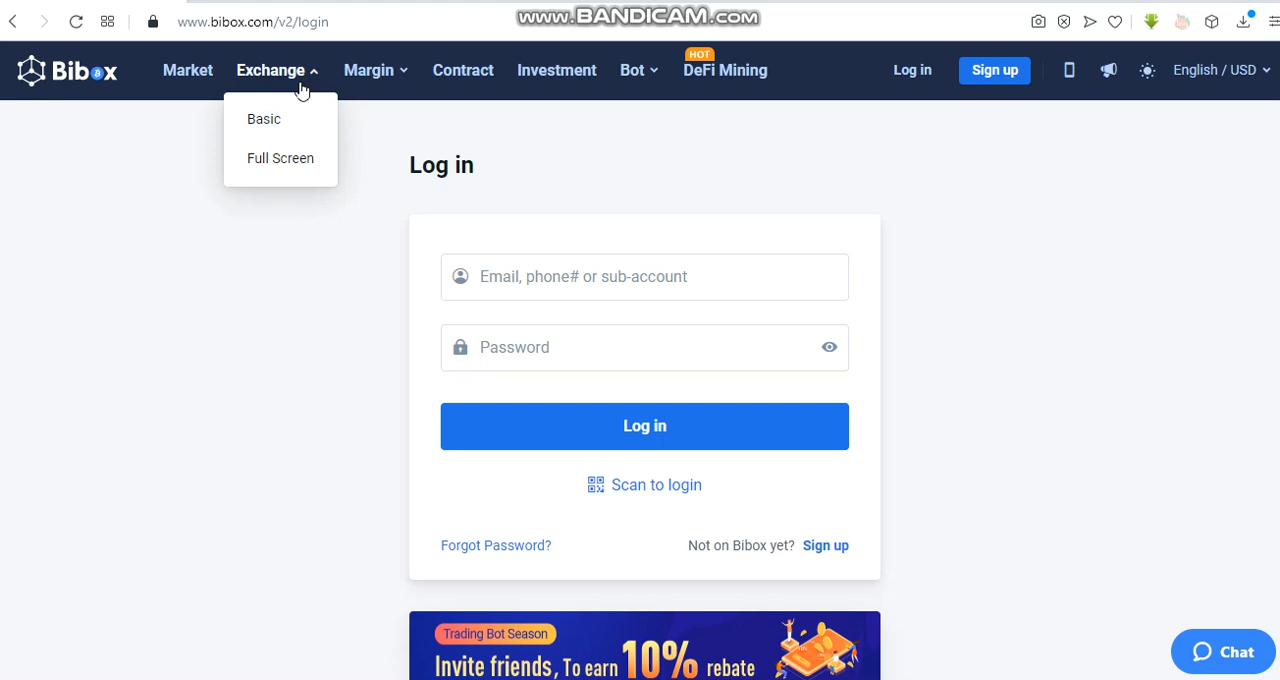 www.BANDICAM.COM
www.bibox.com/v2/login
Bibox Market Exchange Margin Contract Investment Bot HOT DeFi Mining Log in Sign up English / USD
Basic
Full Screen
Log in
Email, phone# or sub-account
Password
Log in
Scan to login
Forgot Password? Not on Bibox yet? Sign up
Trading Bot Season
Invite friends, To earn 10% rebate
Chat